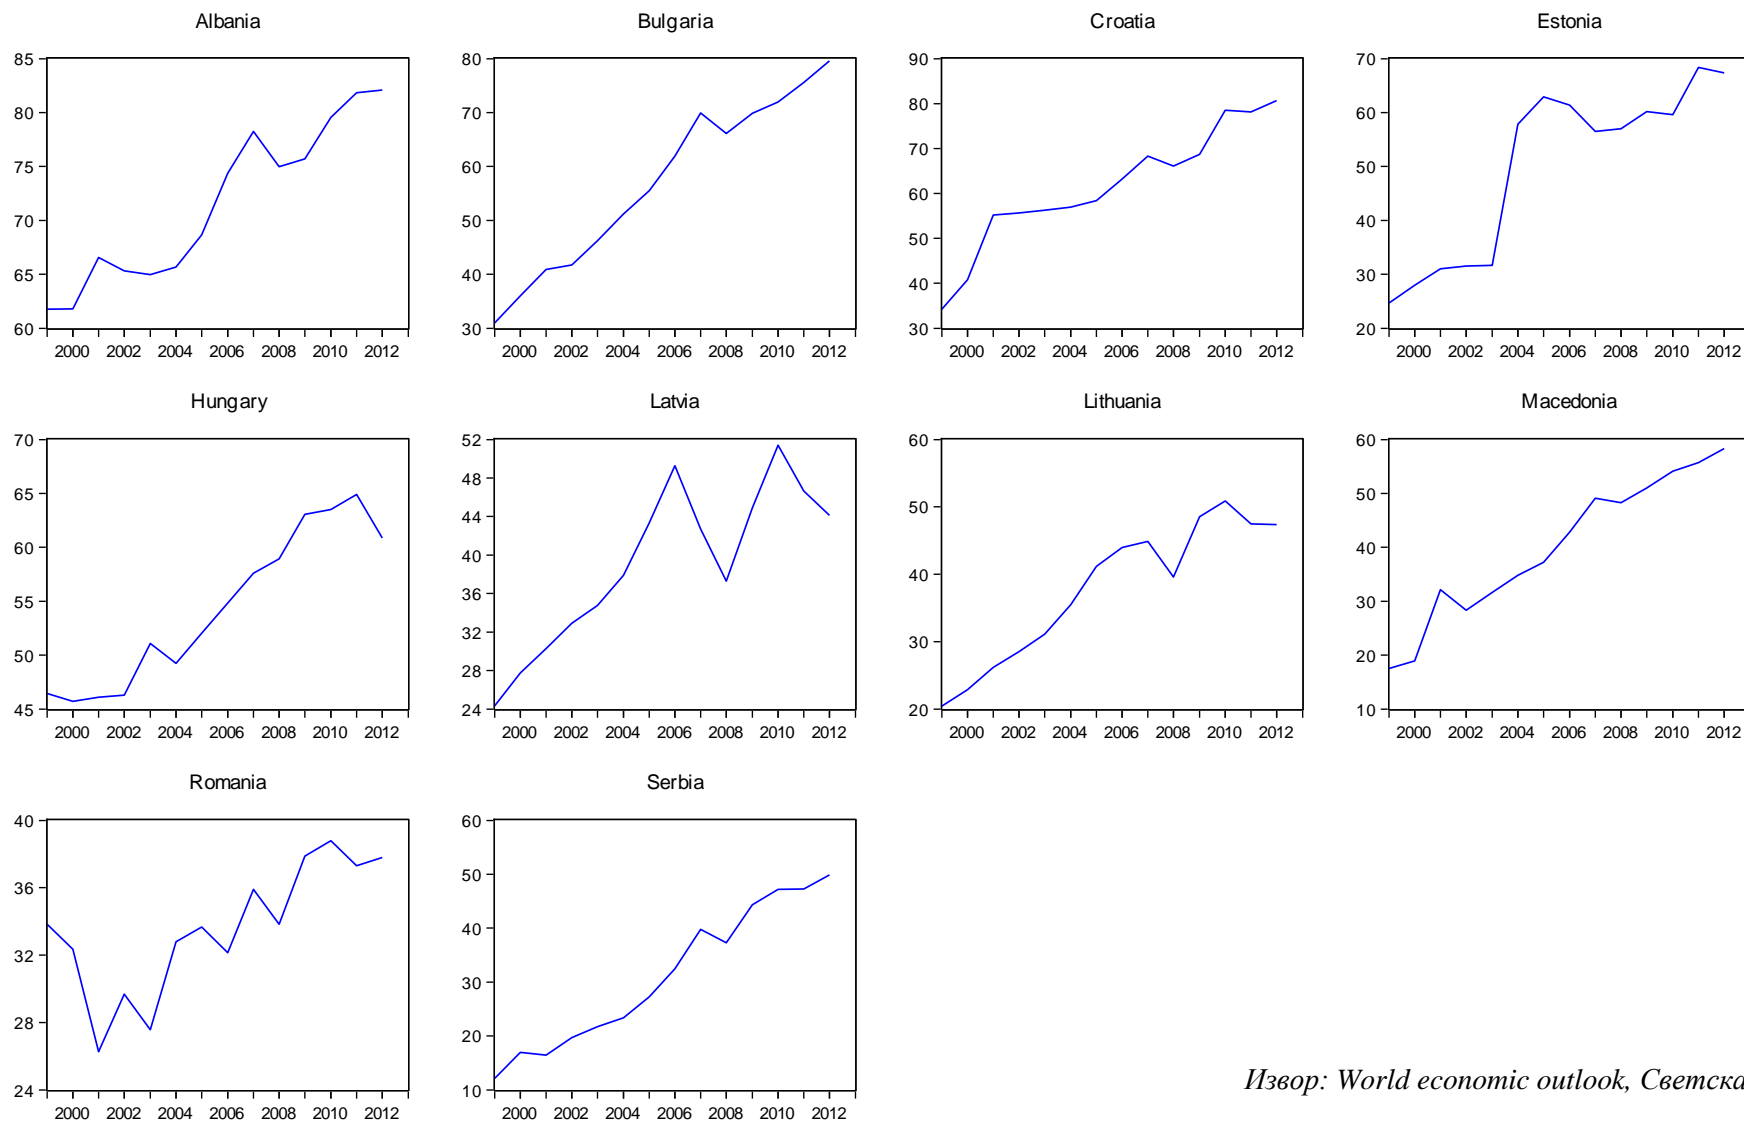 Albania Bulgaria Croatia Estonia
85 80 90 70
80 70 80 60
75 60 70 50
70 50 60 40
65 40 50 30
60 30 40 20
30
2000 2002 2004 2006 2008 2010 2012 2000 2002 2004 2006 2008 2010 2012 2000 2002 2004 2006 2008 2010 2012 2000 2002 2004 2006 2008 2010 2012
Hungary Latvia Lithuania Macedonia
70 52 60 60
65 48 50 50
60 44 40 40
55 40 30 30
50 36 20 20
45 32 10
28
24
2000 2002 2004 2006 2008 2010 2012 2000 2002 2004 2006 2008 2010 2012 2000 2002 2004 2006 2008 2010 2012 2000 2002 2004 2006 2008 2010 2012
Romania Serbia
40 60
36 50
32 40
28 30
24 20
10
2000 2002 2004 2006 2008 2010 2012 2000 2002 2004 2006 2008 2010 2012
Извор: World economic outlook, Светска